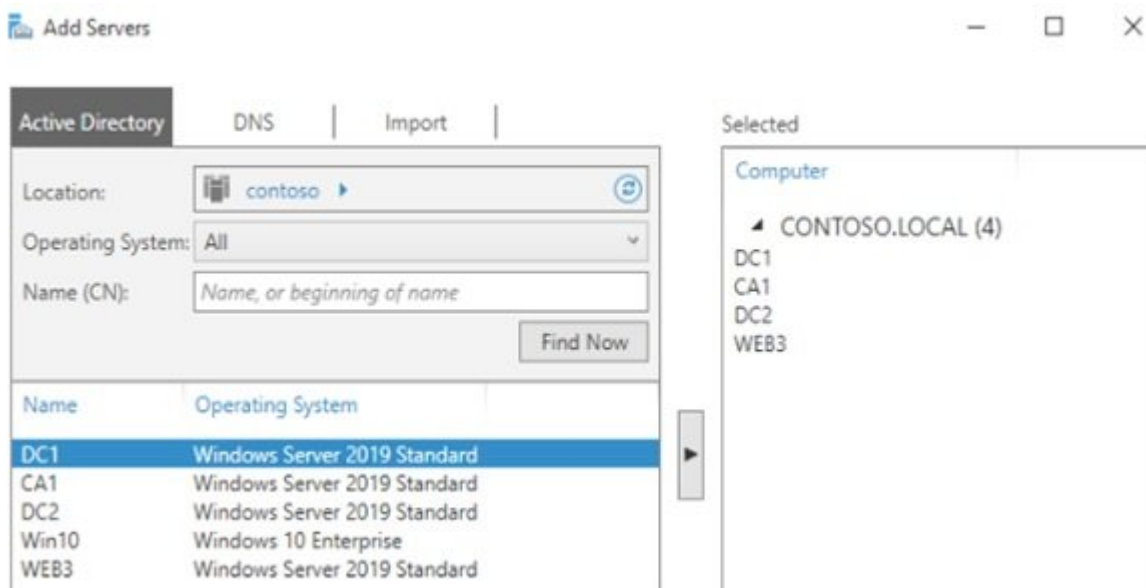 Add Servers
Active Directory | DNS | Import
Selected
Location: contoso
Operating System: All
Name (CN): Name, or beginning of name
Find Now
Name Operating System
DC1 Windows Server 2019 Standard
CA1 Windows Server 2019 Standard
DC2 Windows Server 2019 Standard
Win10 Windows 10 Enterprise
WEB3 Windows Server 2019 Standard
Computer
CONTOSO.LOCAL (4)
DC1
CA1
DC2
WEB3